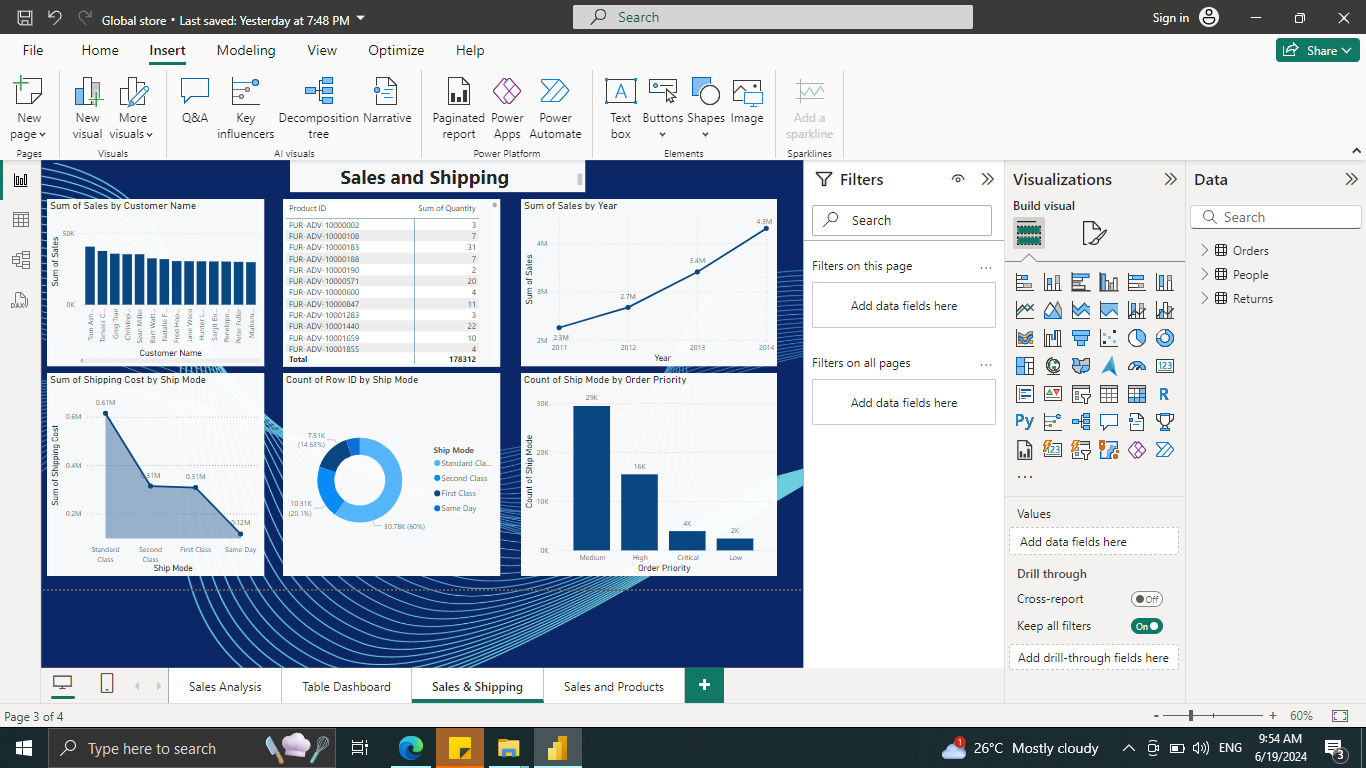 Global store • Last saved: Yesterday at 7:48 PM
Search
Sign in
File Home Insert Modeling View Optimize Help
Share
New page
New visual
More visuals
Q&A
Key influencers
Decomposition tree
Narrative
Paginated report
Power Apps
Power Automate
Text box
Buttons
Shapes
Image
Add a sparkline
Pages
Visuals
AI visuals
Power Platform
Elements
Sparklines
Sales and Shipping
Sum of Sales by Customer Name
Sum of Sales
50K
0K
Tom Ash...
Tamara C...
Greg Tran
Christop...
Sean Miller
Bart Watt...
Natalie F...
Fred Hop...
Jane Waco
Hunter L...
Sanjit En...
Penelope...
Peter Fuller
Customer Name
Product ID Sum of Quantity
FUR-ADV-10000002 3
FUR-ADV-10000108 7
FUR-ADV-10000183 31
FUR-ADV-10000188 7
FUR-ADV-10000190 2
FUR-ADV-10000571 20
FUR-ADV-10000600 4
FUR-ADV-10000847 11
FUR-ADV-10001283 3
FUR-ADV-10001440 22
FUR-ADV-10001659 10
FUR-ADV-10001855 4
Total 178312
Sum of Sales by Year
Sum of Sales
4M
3M
2M
2.3M
2.7M
3.4M
4.3M
2011 2012 2013 2014
Year
Sum of Shipping Cost by Ship Mode
Sum of Shipping Cost
0.6M
0.4M
0.2M
0.61M
0.31M
0.31M
0.12M
Standard Class
Second Class
First Class
Same Day
Ship Mode
Count of Row ID by Ship Mode
7.51K
(14.63%)
10.31K
(20.1%)
30.78K (60%)
Ship Mode
Standard Cla...
Second Class
First Class
Same Day
Count of Ship Mode by Order Priority
Count of Ship Mode
30K
20K
10K
0K
29K
16K
4K
2K
Medium High Critical Low
Order Priority
Filters
Search
Filters on this page ...
Add data fields here
Filters on all pages ...
Add data fields here
Visualizations
Build visual
123
R
Py
123
...
Values
Add data fields here
Drill through
Cross-report Off
Keep all filters On
Add drill-through fields here
Data
Search
Orders
People
Returns
DAX
Sales Analysis
Table Dashboard
Sales & Shipping
Sales and Products
+
Page 3 of 4
- + 60%
Type here to search
1
26°C Mostly cloudy
ENG
9:54 AM
6/19/2024
3